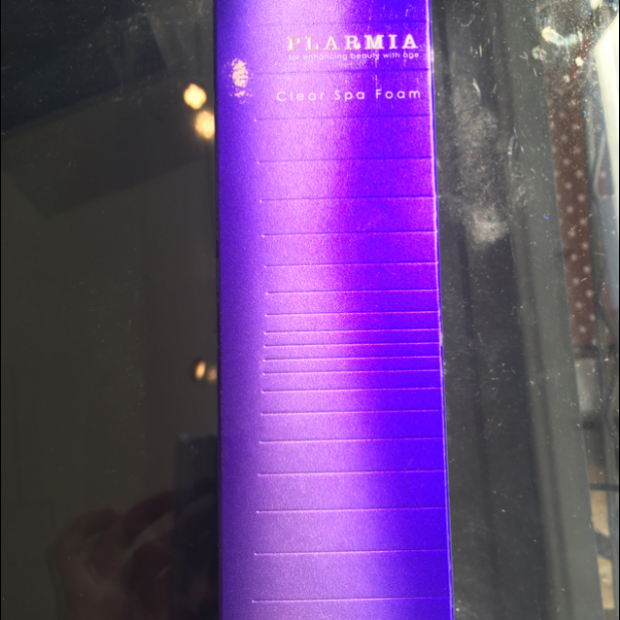 PLARMIA
for enhancing beauty with age
Clear Spa Foam